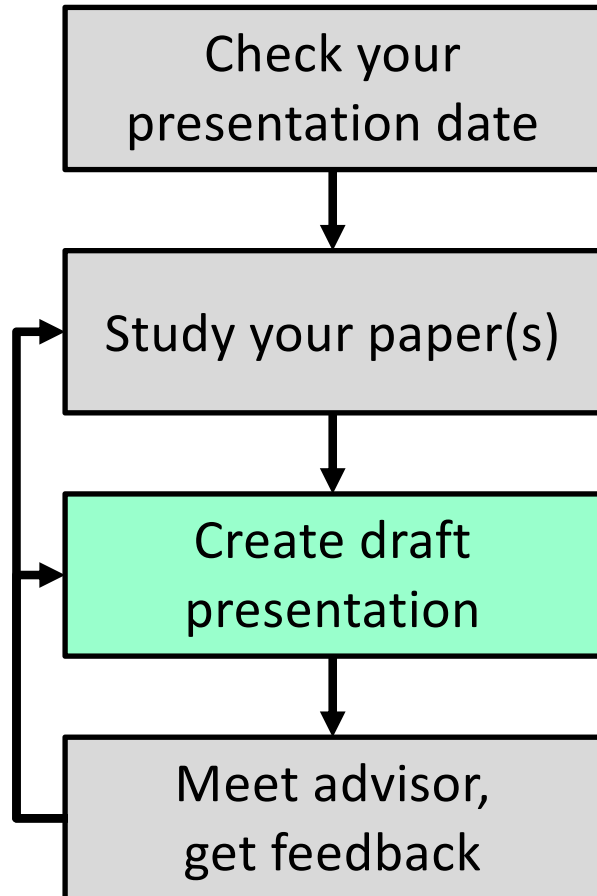 Check your
presentation date
Study your paper(s)
Create draft
presentation
Meet advisor,
get feedback